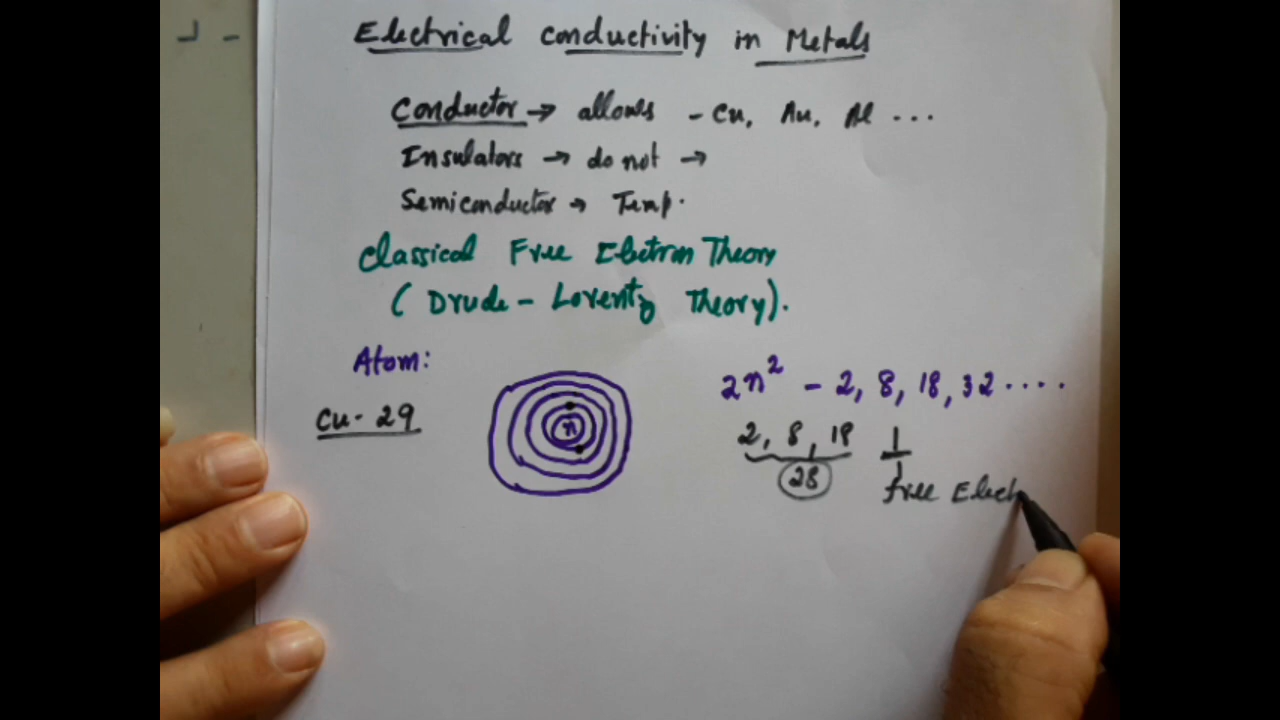 Electrical conductivity in Metals
Conductor → allows - Cu, Au, Al ...
Insulators → do not →
Semiconductor → Temp.
Classical Free Electron Theory
( Drude - Lorentz Theory).
Atom:
2n² - 2, 8, 18, 32 ....
Cu - 29
n
2, 8, 18 1
28
free Elect